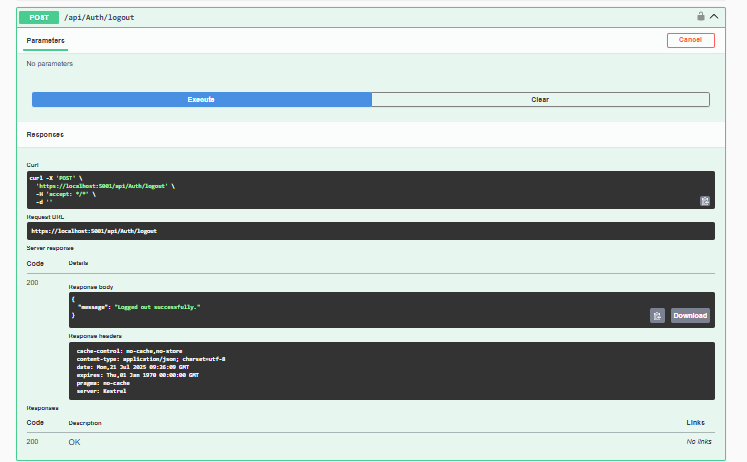 POST /api/Auth/logout
Parameters
Cancel
No parameters
Execute
Clear
Responses
Curl
curl -X 'POST' \
'https://localhost:5001/api/Auth/logout' \
-H 'accept: */*' \
-d ''
Request URL
https://localhost:5001/api/Auth/logout
Server response
Code Details
200
Response body
{
"message": "Logged out successfully."
}
Download
Response headers
cache-control: no-cache,no-store
content-type: application/json; charset=utf-8
date: Mon,21 Jul 2025 09:26:09 GMT
expires: Thu,01 Jan 1970 00:00:00 GMT
pragma: no-cache
server: Kestrel
Responses
Code Description Links
200 OK No links